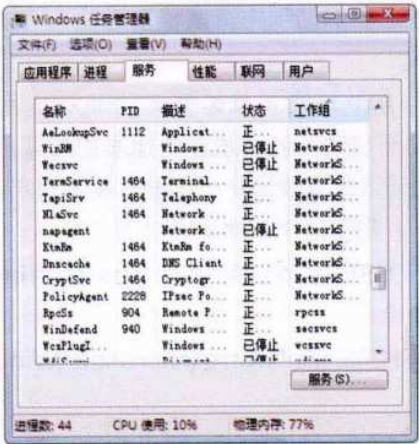 Windows 任务管理器
文件(F) 选项(O) 查看(V) 帮助(H)
应用程序 进程 服务 性能 联网 用户
名称 PID 描述 状态 工作组
AeLookupSvc 1112 Applicat... 正... netsvcs
WinRM Windows ... 已停止 NetworkS...
Wecsvc Windows ... 已停止 NetworkS...
TermService 1464 Terminal... 正... NetworkS...
TapiSrv 1464 Telephony 正... NetworkS...
NlaSvc 1464 Network ... 正... NetworkS...
napagent Network ... 已停止 NetworkS...
KtmRm 1464 KtmRm fo... 正... NetworkS...
Dnscache 1464 DNS Client 正... NetworkS...
CryptSvc 1464 Cryptogr... 正... NetworkS...
PolicyAgent 2228 IPsec Po... 正... NetworkS...
RpcSs 904 Remote P... 正... rpcss
WinDefend 940 Windows ... 正... secsvcs
WcsPlugI... Windows ... 已停止 wcssvc
服务(S)...
进程数: 44 CPU 使用: 10% 物理内存: 77%